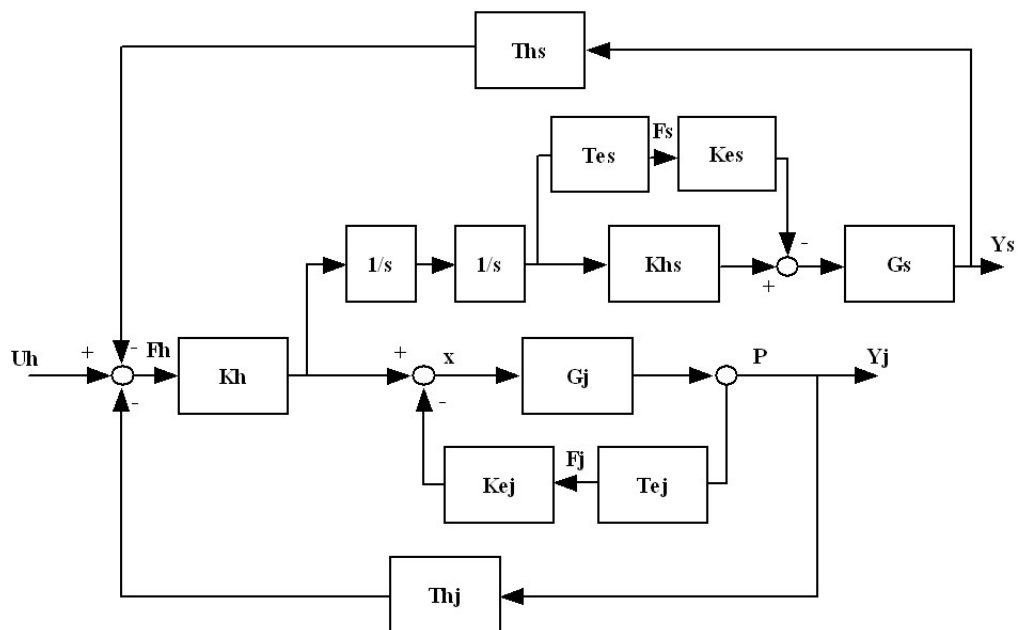 Ths
Tes
Fs
Kes
1/s
1/s
Khs
-
+
Gs
Ys
Uh
+
-
Fh
-
Kh
+
x
-
Gj
P
Yj
Kej
Fj
Tej
Thj